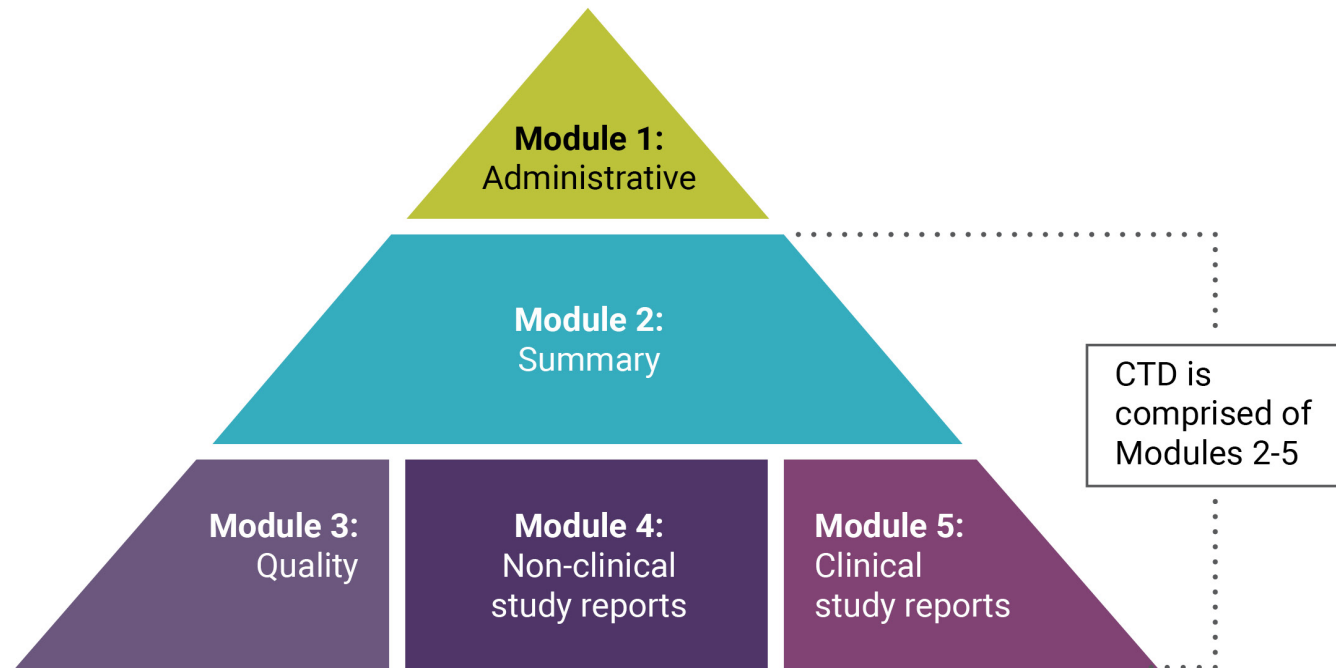 Module 1:
Administrative
Module 2:
Summary
CTD is
comprised of
Modules 2-5
Module 3:
Quality
Module 4:
Non-clinical
study reports
Module 5:
Clinical
study reports